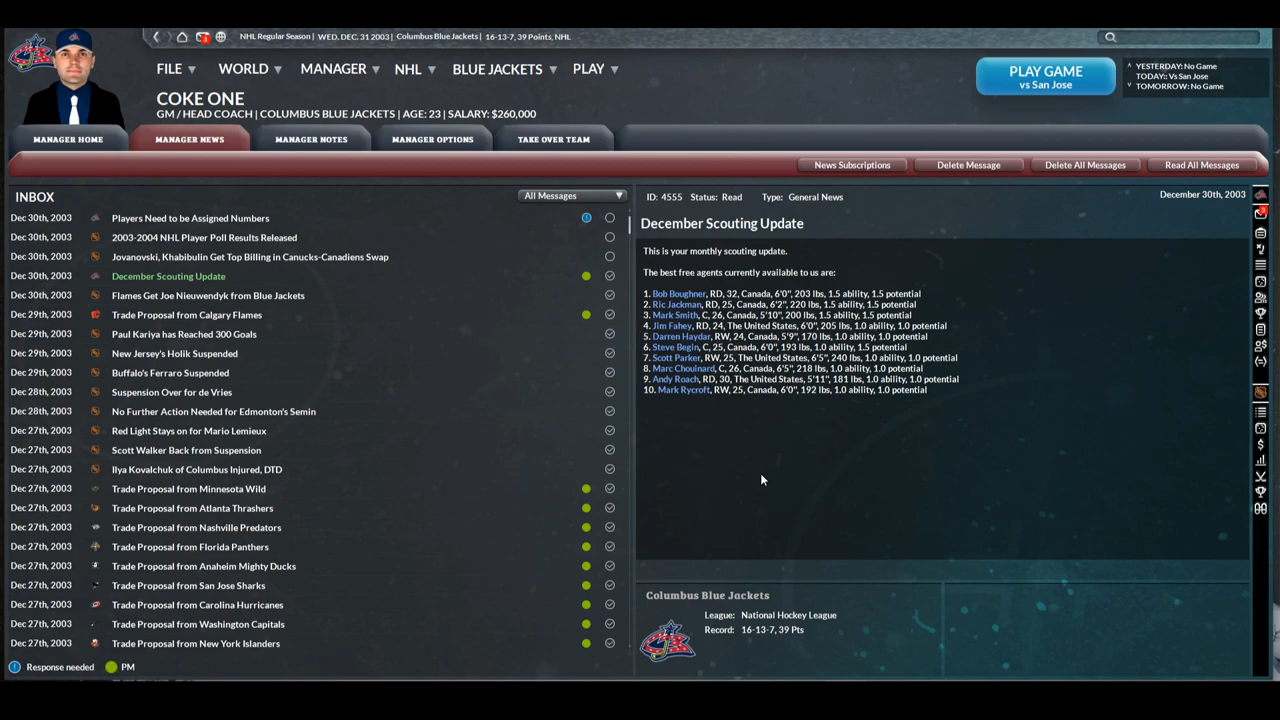 NHL Regular Season | WED. DEC. 31 2003 | Columbus Blue Jackets | 16-13-7, 39 Points, NHL
3
FILE WORLD MANAGER NHL BLUE JACKETS PLAY
PLAY GAME
vs San Jose
YESTERDAY: No Game
TODAY:: Vs San Jose
TOMORROW: No Game
COKE ONE
GM / HEAD COACH | COLUMBUS BLUE JACKETS | AGE: 23 | SALARY: $260,000
MANAGER HOME MANAGER NEWS MANAGER NOTES MANAGER OPTIONS TAKE OVER TEAM
News Subscriptions Delete Message Delete All Messages Read All Messages
INBOX All Messages
Dec 30th, 2003 Players Need to be Assigned Numbers
Dec 30th, 2003 2003-2004 NHL Player Poll Results Released
Dec 30th, 2003 Jovanovski, Khabibulin Get Top Billing in Canucks-Canadiens Swap
Dec 30th, 2003 December Scouting Update
Dec 30th, 2003 Flames Get Joe Nieuwendyk from Blue Jackets
Dec 29th, 2003 Trade Proposal from Calgary Flames
Dec 29th, 2003 Paul Kariya has Reached 300 Goals
Dec 29th, 2003 New Jersey's Holik Suspended
Dec 29th, 2003 Buffalo's Ferraro Suspended
Dec 28th, 2003 Suspension Over for de Vries
Dec 28th, 2003 No Further Action Needed for Edmonton's Semin
Dec 27th, 2003 Red Light Stays on for Mario Lemieux
Dec 27th, 2003 Scott Walker Back from Suspension
Dec 27th, 2003 Ilya Kovalchuk of Columbus Injured, DTD
Dec 27th, 2003 Trade Proposal from Minnesota Wild
Dec 27th, 2003 Trade Proposal from Atlanta Thrashers
Dec 27th, 2003 Trade Proposal from Nashville Predators
Dec 27th, 2003 Trade Proposal from Florida Panthers
Dec 27th, 2003 Trade Proposal from Anaheim Mighty Ducks
Dec 27th, 2003 Trade Proposal from San Jose Sharks
Dec 27th, 2003 Trade Proposal from Carolina Hurricanes
Dec 27th, 2003 Trade Proposal from Washington Capitals
Dec 27th, 2003 Trade Proposal from New York Islanders
Response needed PM
ID: 4555 Status: Read Type: General News December 30th, 2003
December Scouting Update
This is your monthly scouting update.
The best free agents currently available to us are:
1. Bob Boughner, RD, 32, Canada, 6'0", 203 lbs, 1.5 ability, 1.5 potential
2. Ric Jackman, RD, 25, Canada, 6'2", 220 lbs, 1.5 ability, 1.5 potential
3. Mark Smith, C, 26, Canada, 5'10", 200 lbs, 1.5 ability, 1.5 potential
4. Jim Fahey, RD, 24, The United States, 6'0", 205 lbs, 1.0 ability, 1.0 potential
5. Darren Haydar, RW, 24, Canada, 5'9", 170 lbs, 1.0 ability, 1.0 potential
6. Steve Begin, C, 25, Canada, 6'0", 193 lbs, 1.0 ability, 1.5 potential
7. Scott Parker, RW, 25, The United States, 6'5", 240 lbs, 1.0 ability, 1.0 potential
8. Marc Chouinard, C, 26, Canada, 6'5", 218 lbs, 1.0 ability, 1.0 potential
9. Andy Roach, RD, 30, The United States, 5'11", 181 lbs, 1.0 ability, 1.0 potential
10. Mark Rycroft, RW, 25, Canada, 6'0", 192 lbs, 1.0 ability, 1.0 potential
Columbus Blue Jackets
League: National Hockey League
Record: 16-13-7, 39 Pts